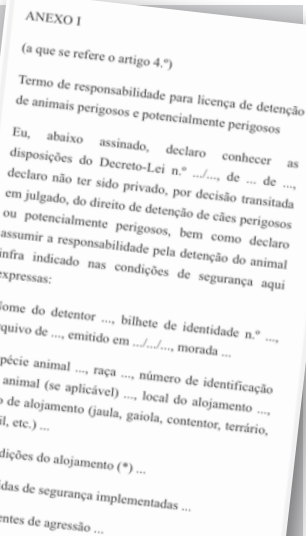 ANEXO I
(a que se refere o artigo 4.º)
Termo de responsabilidade para licença de detenção
de animais perigosos e potencialmente perigosos
Eu, abaixo assinado, declaro conhecer as
disposições do Decreto-Lei n.º .../..., de ... de ...,
declaro não ter sido privado, por decisão transitada
em julgado, do direito de detenção de cães perigosos
ou potencialmente perigosos, bem como declaro
assumir a responsabilidade pela detenção do animal
infra indicado nas condições de segurança aqui
expressas:
Nome do detentor ..., bilhete de identidade n.º ...,
arquivo de ..., emitido em .../.../..., morada ...
pécie animal ..., raça ..., número de identificação
animal (se aplicável) ..., local do alojamento ...,
o de alojamento (jaula, gaiola, contentor, terrário,
il, etc.) ...
dições do alojamento (*) ...
das de segurança implementadas ...
entes de agressão ...